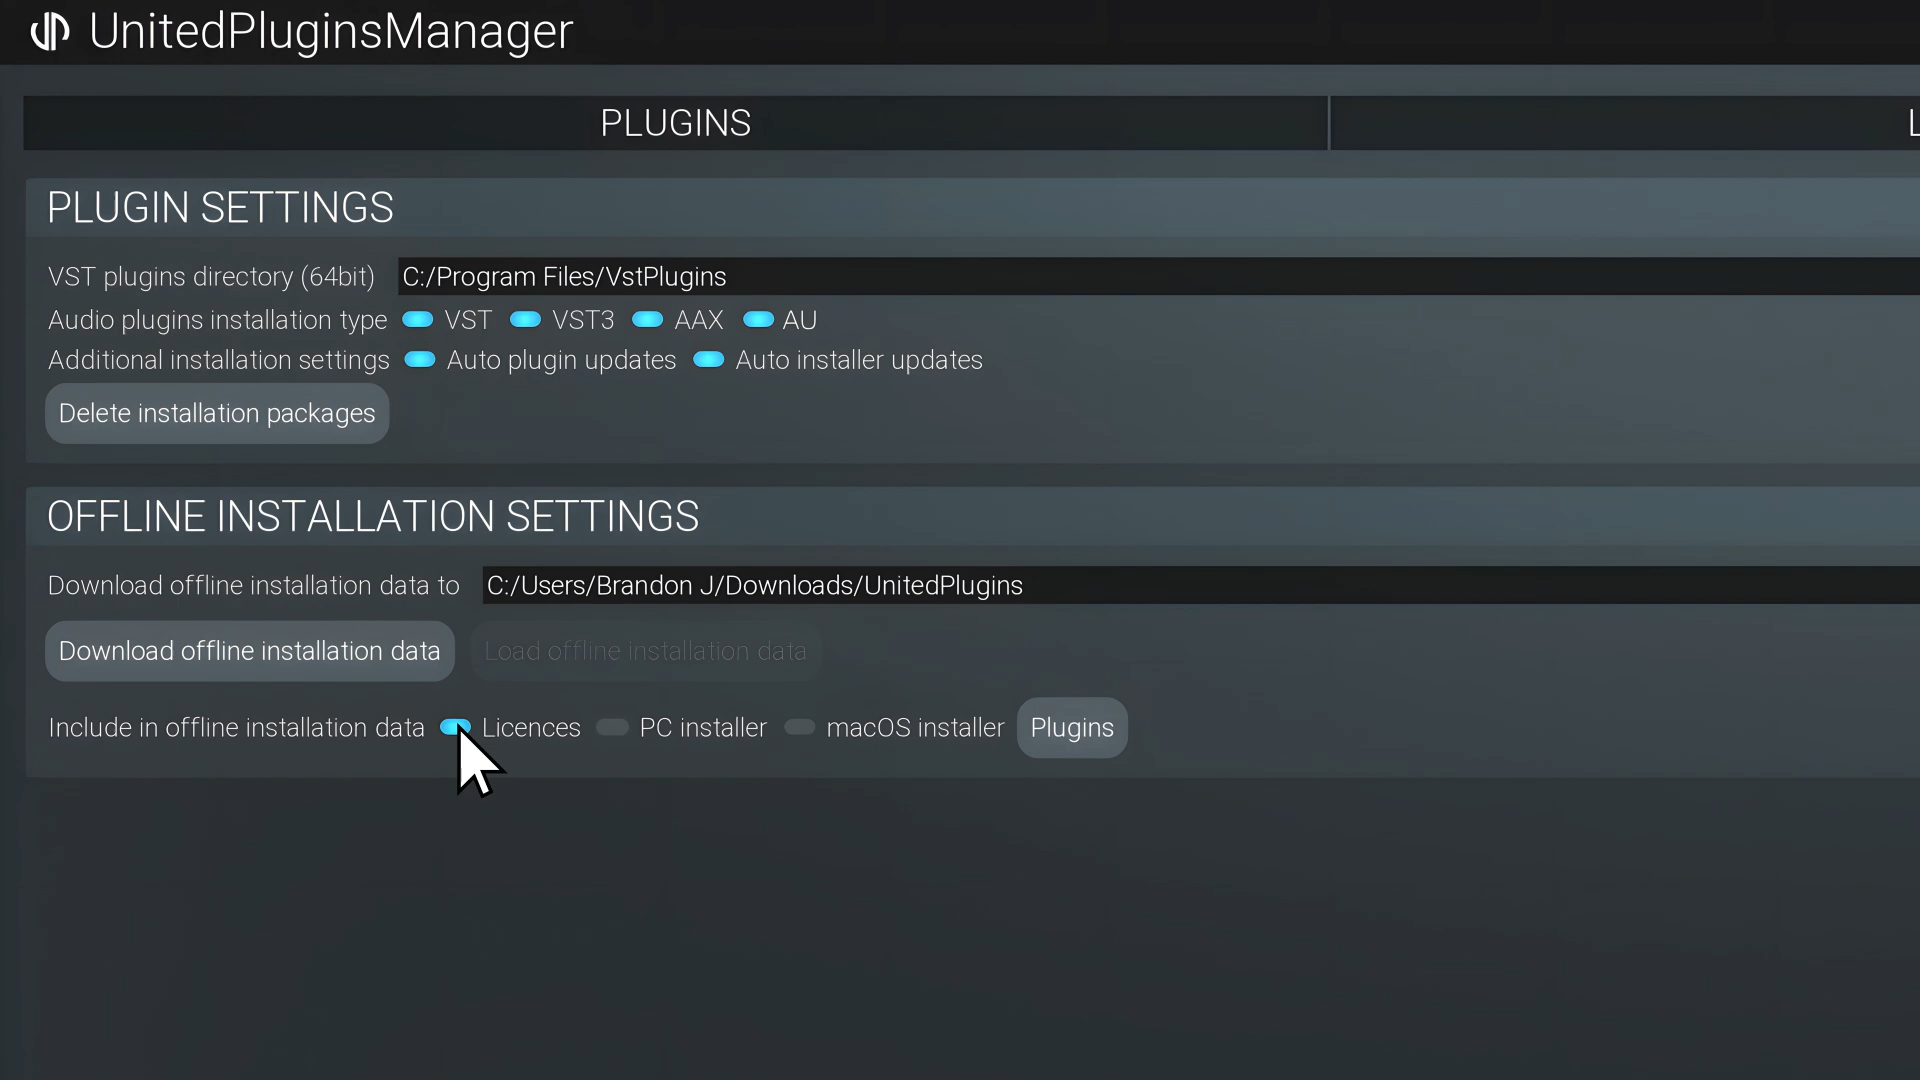 UnitedPluginsManager
PLUGINS
L
PLUGIN SETTINGS
VST plugins directory (64bit) C:/Program Files/VstPlugins
Audio plugins installation type VST VST3 AAX AU
Additional installation settings Auto plugin updates Auto installer updates
Delete installation packages
OFFLINE INSTALLATION SETTINGS
Download offline installation data to C:/Users/Brandon J/Downloads/UnitedPlugins
Download offline installation data Load offline installation data
Include in offline installation data Licences PC installer macOS installer Plugins